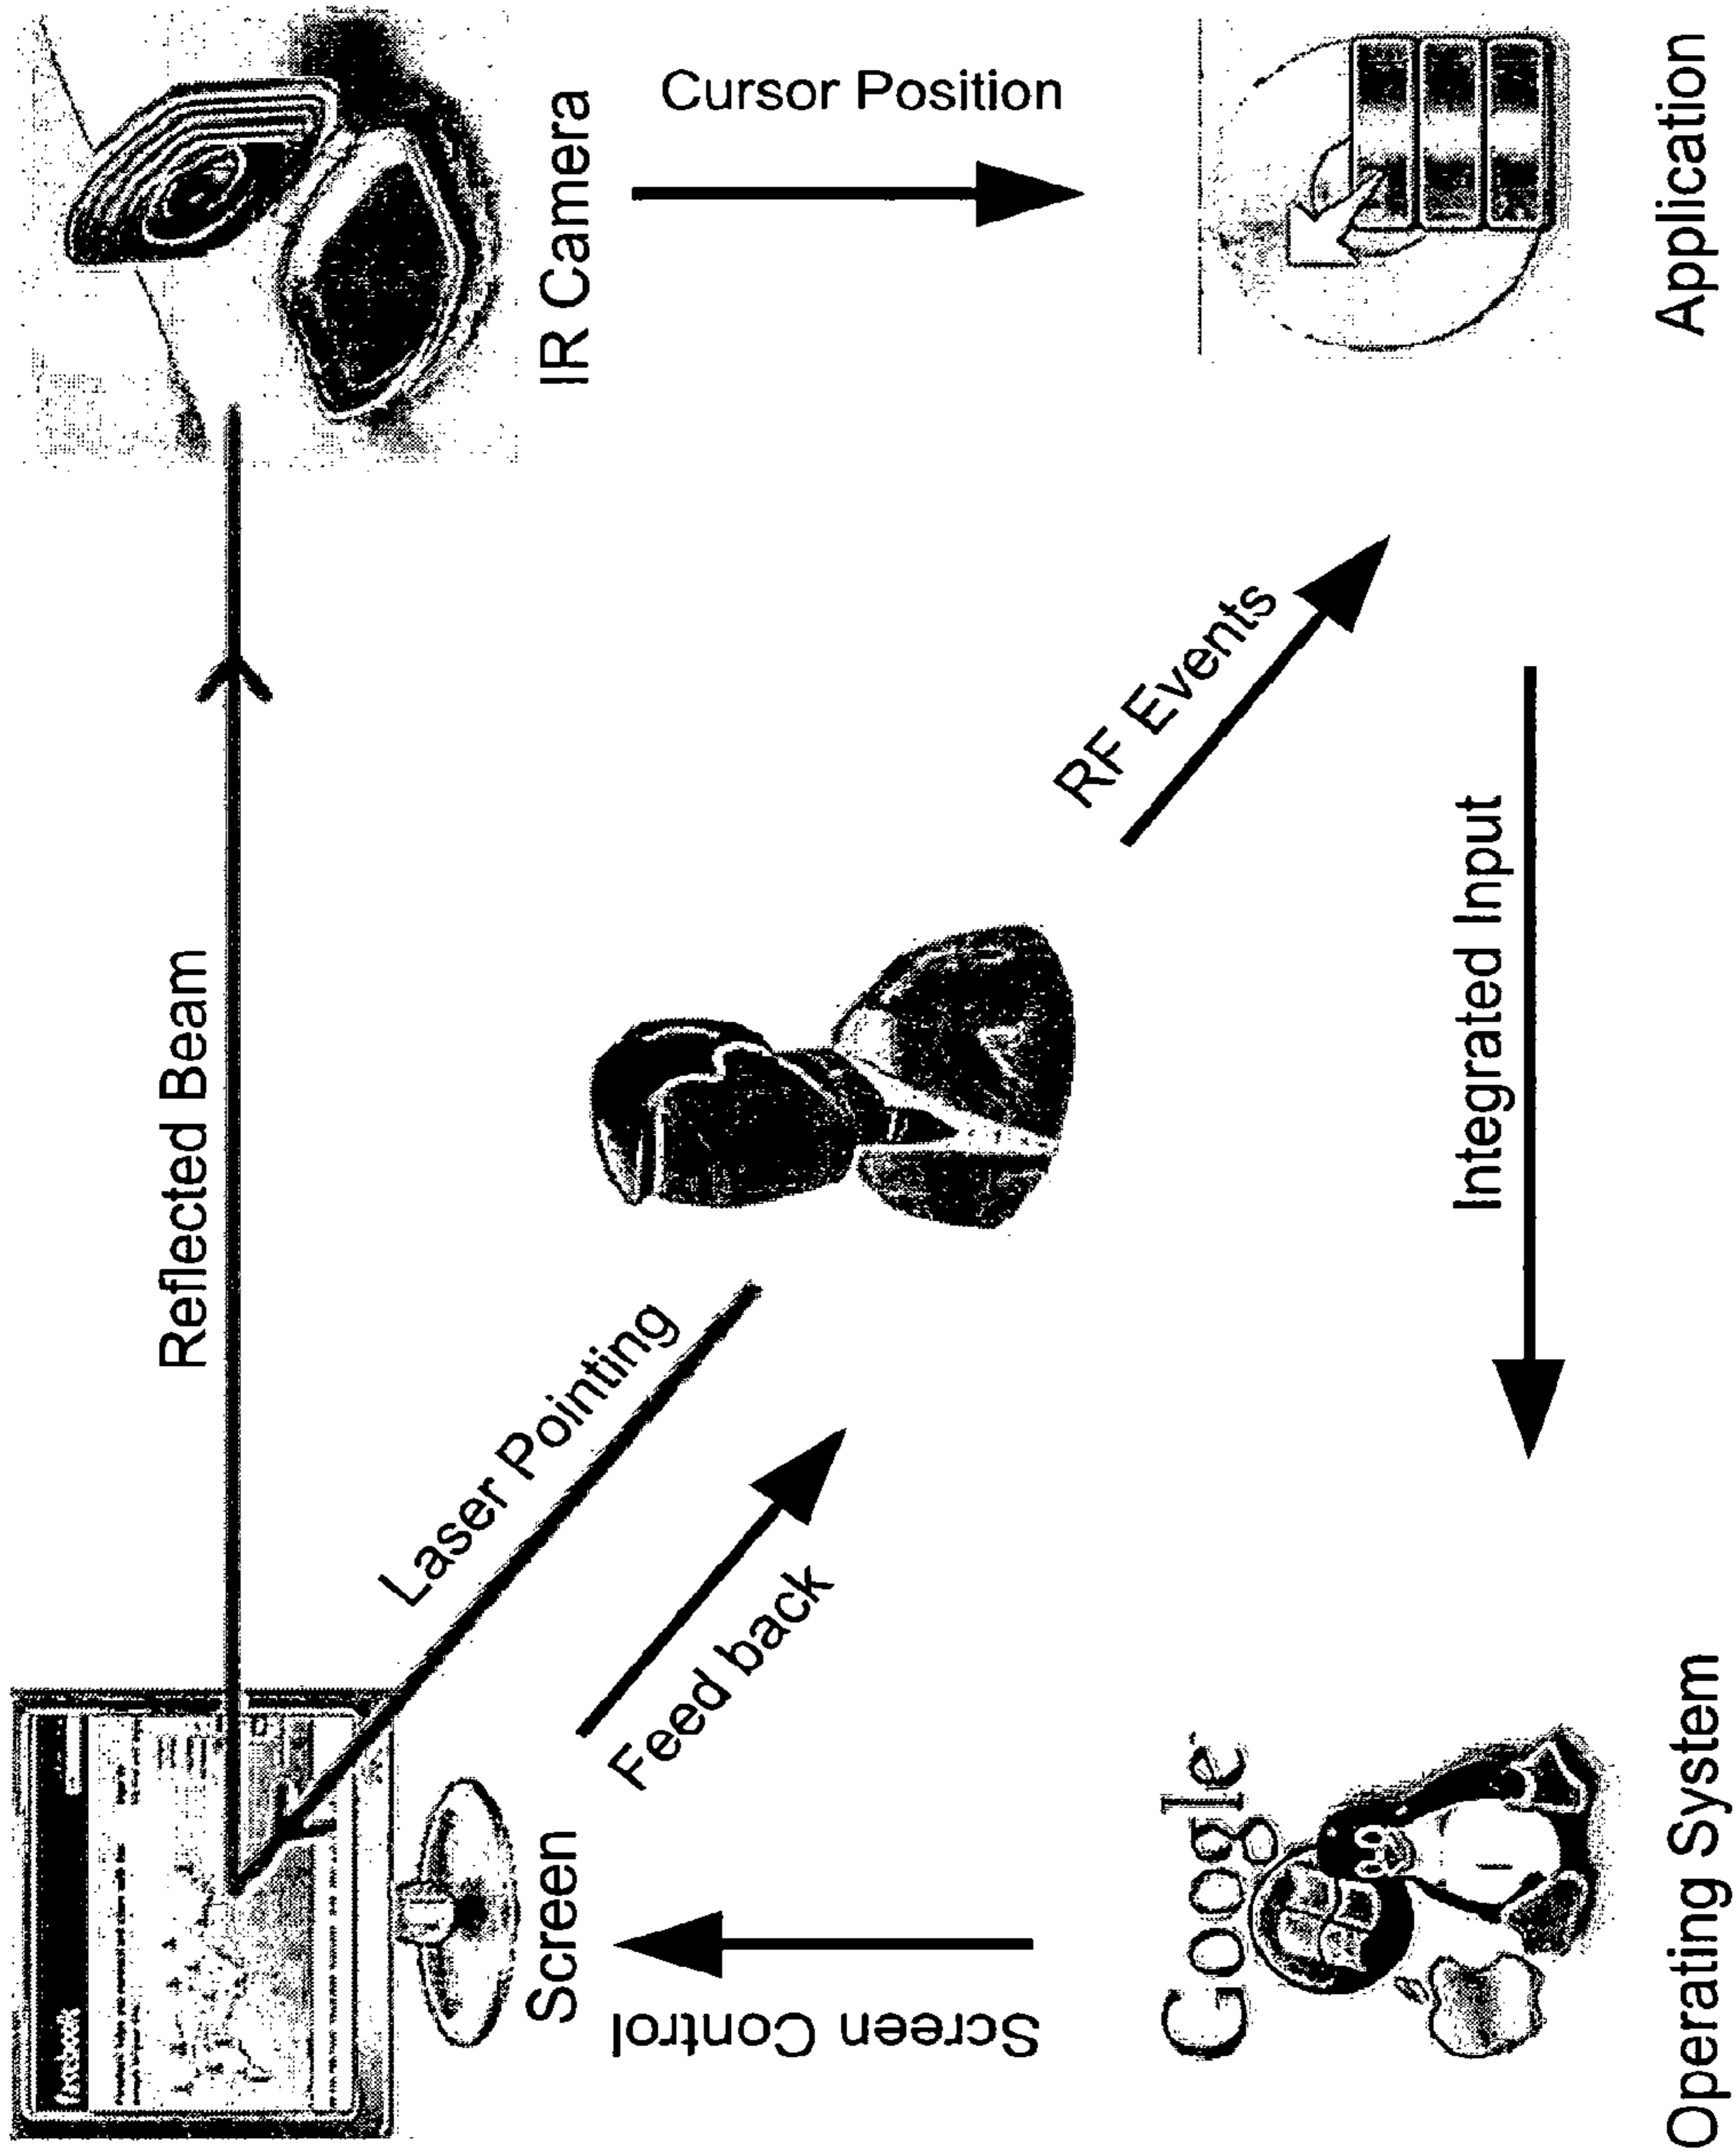 Reflected Beam
facebook
Screen
IR Camera
Laser Pointing
Feed back
Screen Control
Cursor Position
RF Events
Integrated Input
Google
Operating System
Application